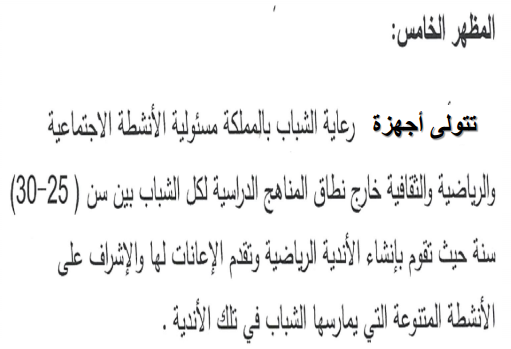 المظهر الخامس:
تتولى أجهزة رعاية الشباب بالمملكة مسئولية الأنشطة الاجتماعية
والرياضية والثقافية خارج نطاق المناهج الدراسية لكل الشباب بين سن ( 25-30)
سنة حيث تقوم بإنشاء الأندية الرياضية وتقدم الإعانات لها والإشراف على
الأنشطة المتنوعة التي يمارسها الشباب في تلك الأندية .